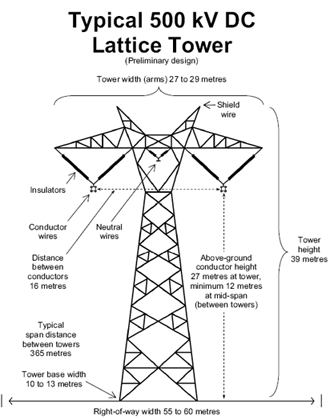 Typical 500 kV DC
Lattice Tower
(Preliminary design)
Tower width (arms) 27 to 29 metres
Shield
wire
Insulators
Conductor
wires
Neutral
wires
Distance
between
conductors
16 metres
Above-ground
conductor height
27 metres at tower,
minimum 12 metres
at mid-span
(between towers)
Tower
height
39 metres
Typical
span distance
between towers
365 metres
Tower base width
10 to 13 metres
Right-of-way width 55 to 60 metres